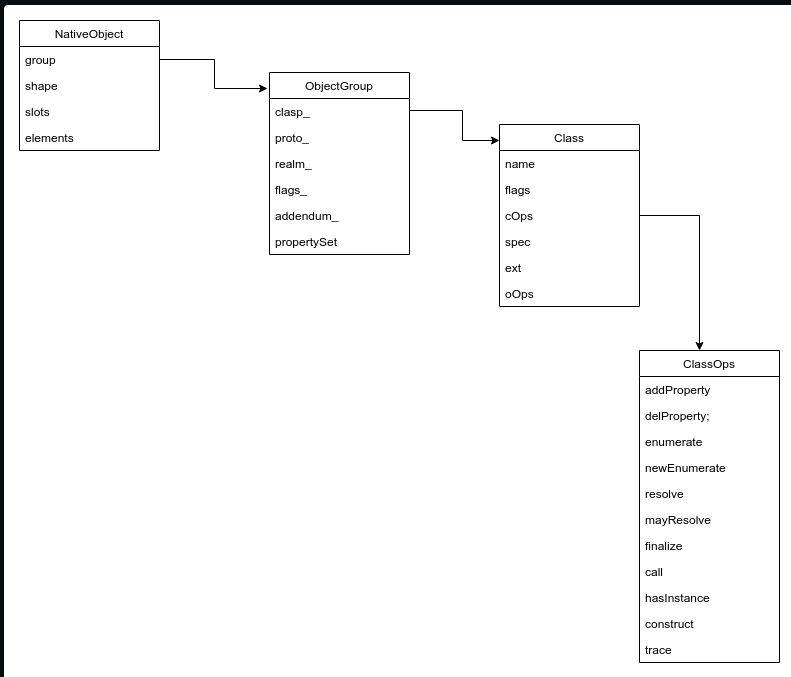 NativeObject
group
shape
slots
elements
ObjectGroup
clasp_
proto_
realm_
flags_
addendum_
propertySet
Class
name
flags
cOps
spec
ext
oOps
ClassOps
addProperty
delProperty;
enumerate
newEnumerate
resolve
mayResolve
finalize
call
hasInstance
construct
trace